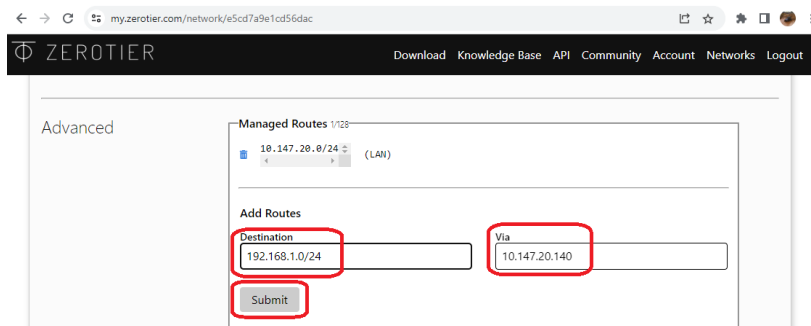 my.zerotier.com/network/e5cd7a9e1cd56dac
ZEROTIER
Download Knowledge Base API Community Account Networks Logout
Advanced
Managed Routes 1/128
10.147.20.0/24 (LAN)
Add Routes
Destination Via
192.168.1.0/24 10.147.20.140
Submit